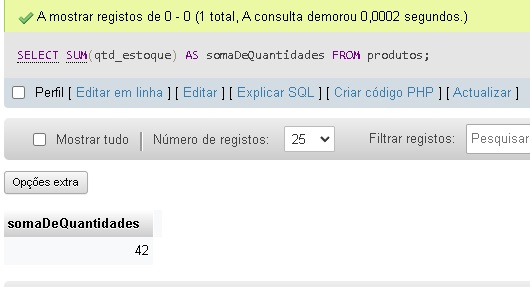 A mostrar registos de 0 - 0 (1 total, A consulta demorou 0,0002 segundos.)
SELECT SUM(qtd_estoque) AS somaDeQuantidades FROM produtos;
Perfil [ Editar em linha ] [ Editar ] [ Explicar SQL ] [ Criar código PHP ] [ Actualizar ]
Mostrar tudo | Número de registos: 25 Filtrar registos: Pesquisar
Opções extra
somaDeQuantidades
42